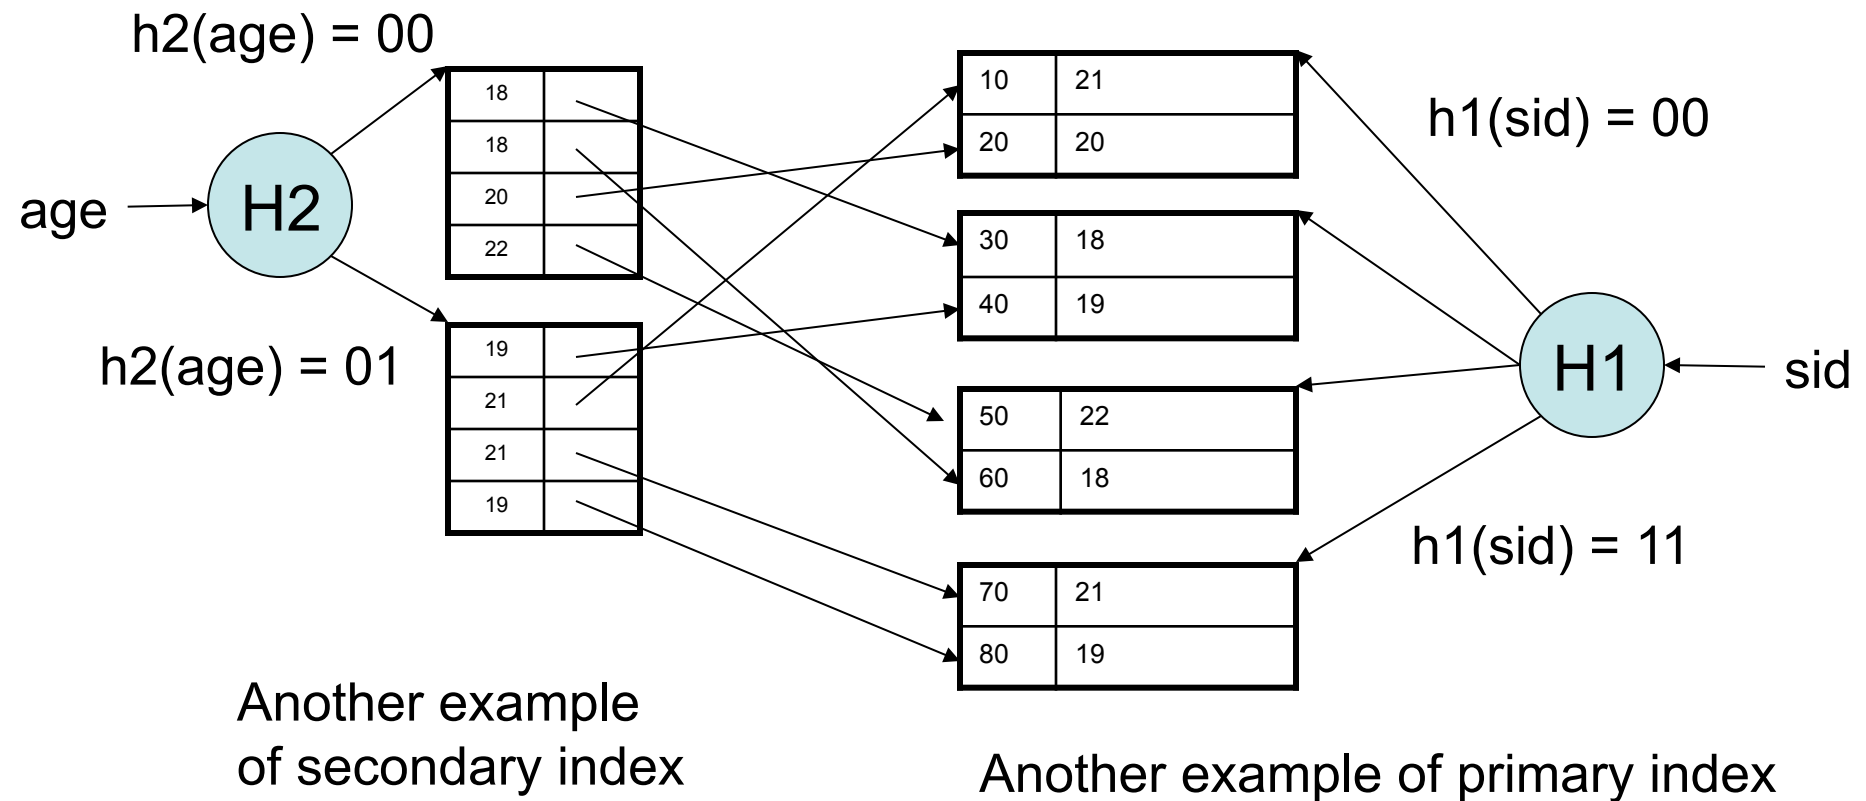 h2(age) = 00
age
H2
h2(age) = 01
18
18
20
22
19
21
21
19
10 21
20 20
30 18
40 19
50 22
60 18
70 21
80 19
h1(sid) = 00
H1
sid
h1(sid) = 11
Another example
of secondary index
Another example of primary index